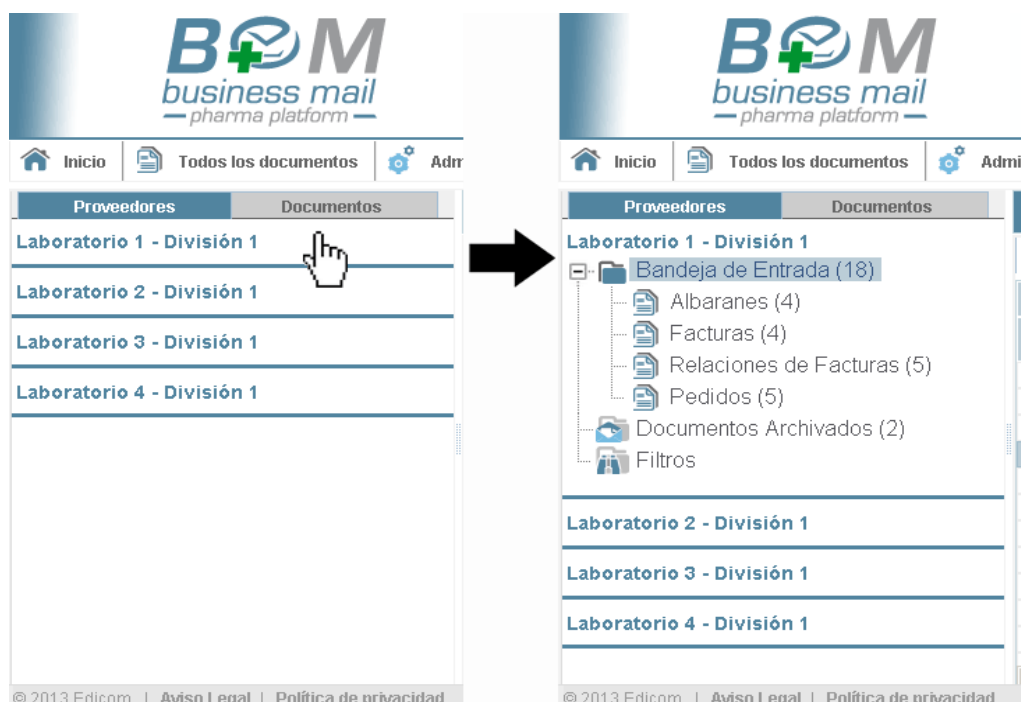 BM
business mail
pharma platform
Inicio
Todos los documentos
Adm
Proveedores
Documentos
Laboratorio 1 - División 1
Laboratorio 2 - División 1
Laboratorio 3 - División 1
Laboratorio 4 - División 1
© 2013 Edicom | Aviso Legal | Política de privacidad
BM
business mail
pharma platform
Inicio
Todos los documentos
Admi
Proveedores
Documentos
Laboratorio 1 - División 1
Bandeja de Entrada (18)
Albaranes (4)
Facturas (4)
Relaciones de Facturas (5)
Pedidos (5)
Documentos Archivados (2)
Filtros
Laboratorio 2 - División 1
Laboratorio 3 - División 1
Laboratorio 4 - División 1
© 2013 Edicom | Aviso Legal | Política de privacidad